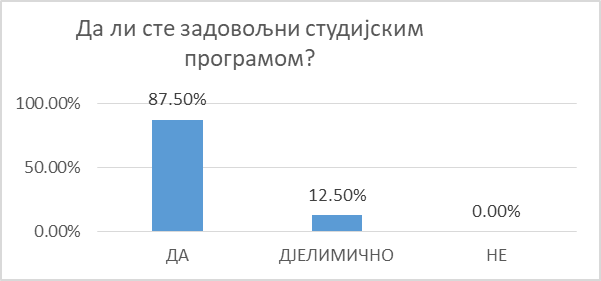 Да ли сте задовољни студијским
програмом?
100.00%
50.00%
0.00%
87.50%
12.50%
0.00%
ДА
ДЈЕЛИМИЧНО
НЕ